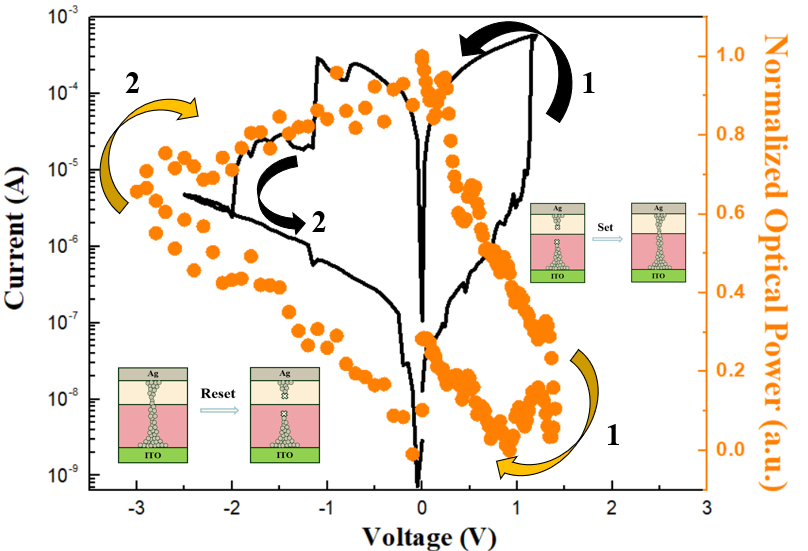 10⁻³
10⁻⁴
10⁻⁵
10⁻⁶
10⁻⁷
10⁻⁸
10⁻⁹
Current (A)
-3
-2
-1
0
1
2
3
Voltage (V)
1.0
0.8
0.6
0.4
0.2
0.0
Normalized Optical Power (a.u.)
2
1
2
1
Ag
Set
Ag
ITO
ITO
Ag
Reset
Ag
ITO
ITO